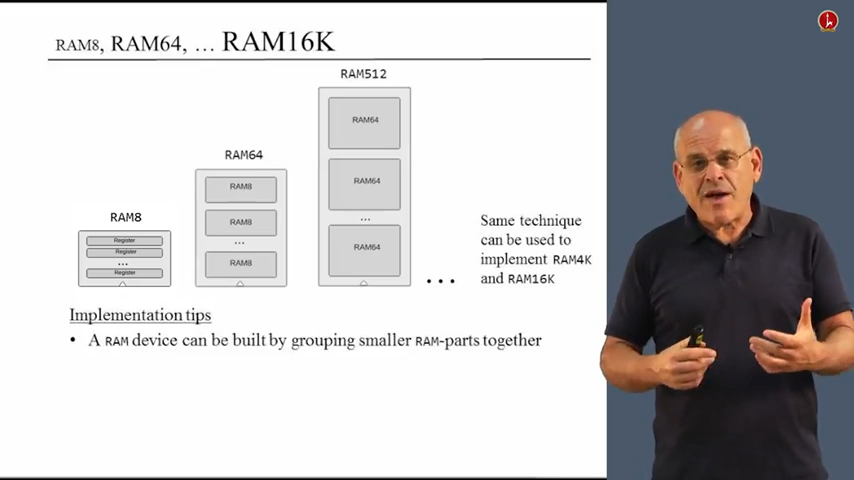 RAM8, RAM64, ... RAM16K
RAM512
RAM64
RAM64
...
RAM64
RAM64
RAM8
RAM8
...
RAM8
RAM8
Register
Register
...
Register
...
Same technique
can be used to
implement RAM4K
and RAM16K
Implementation tips
• A RAM device can be built by grouping smaller RAM-parts together